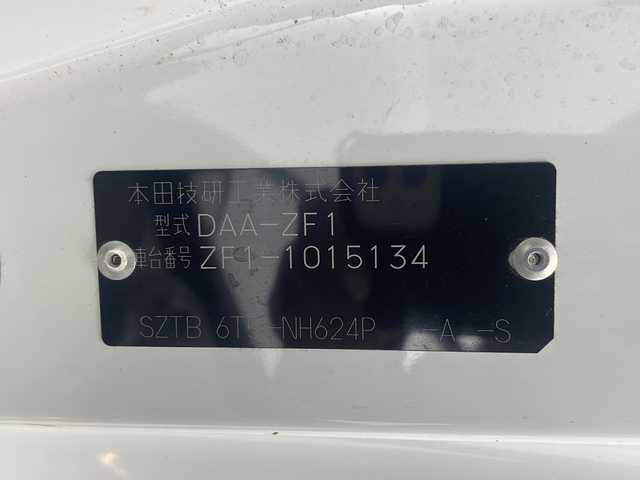 本田技研工業株式会社
型式 DAA-ZF1
車台番号 ZF1-1015134
SZTB -NH624P -A -S